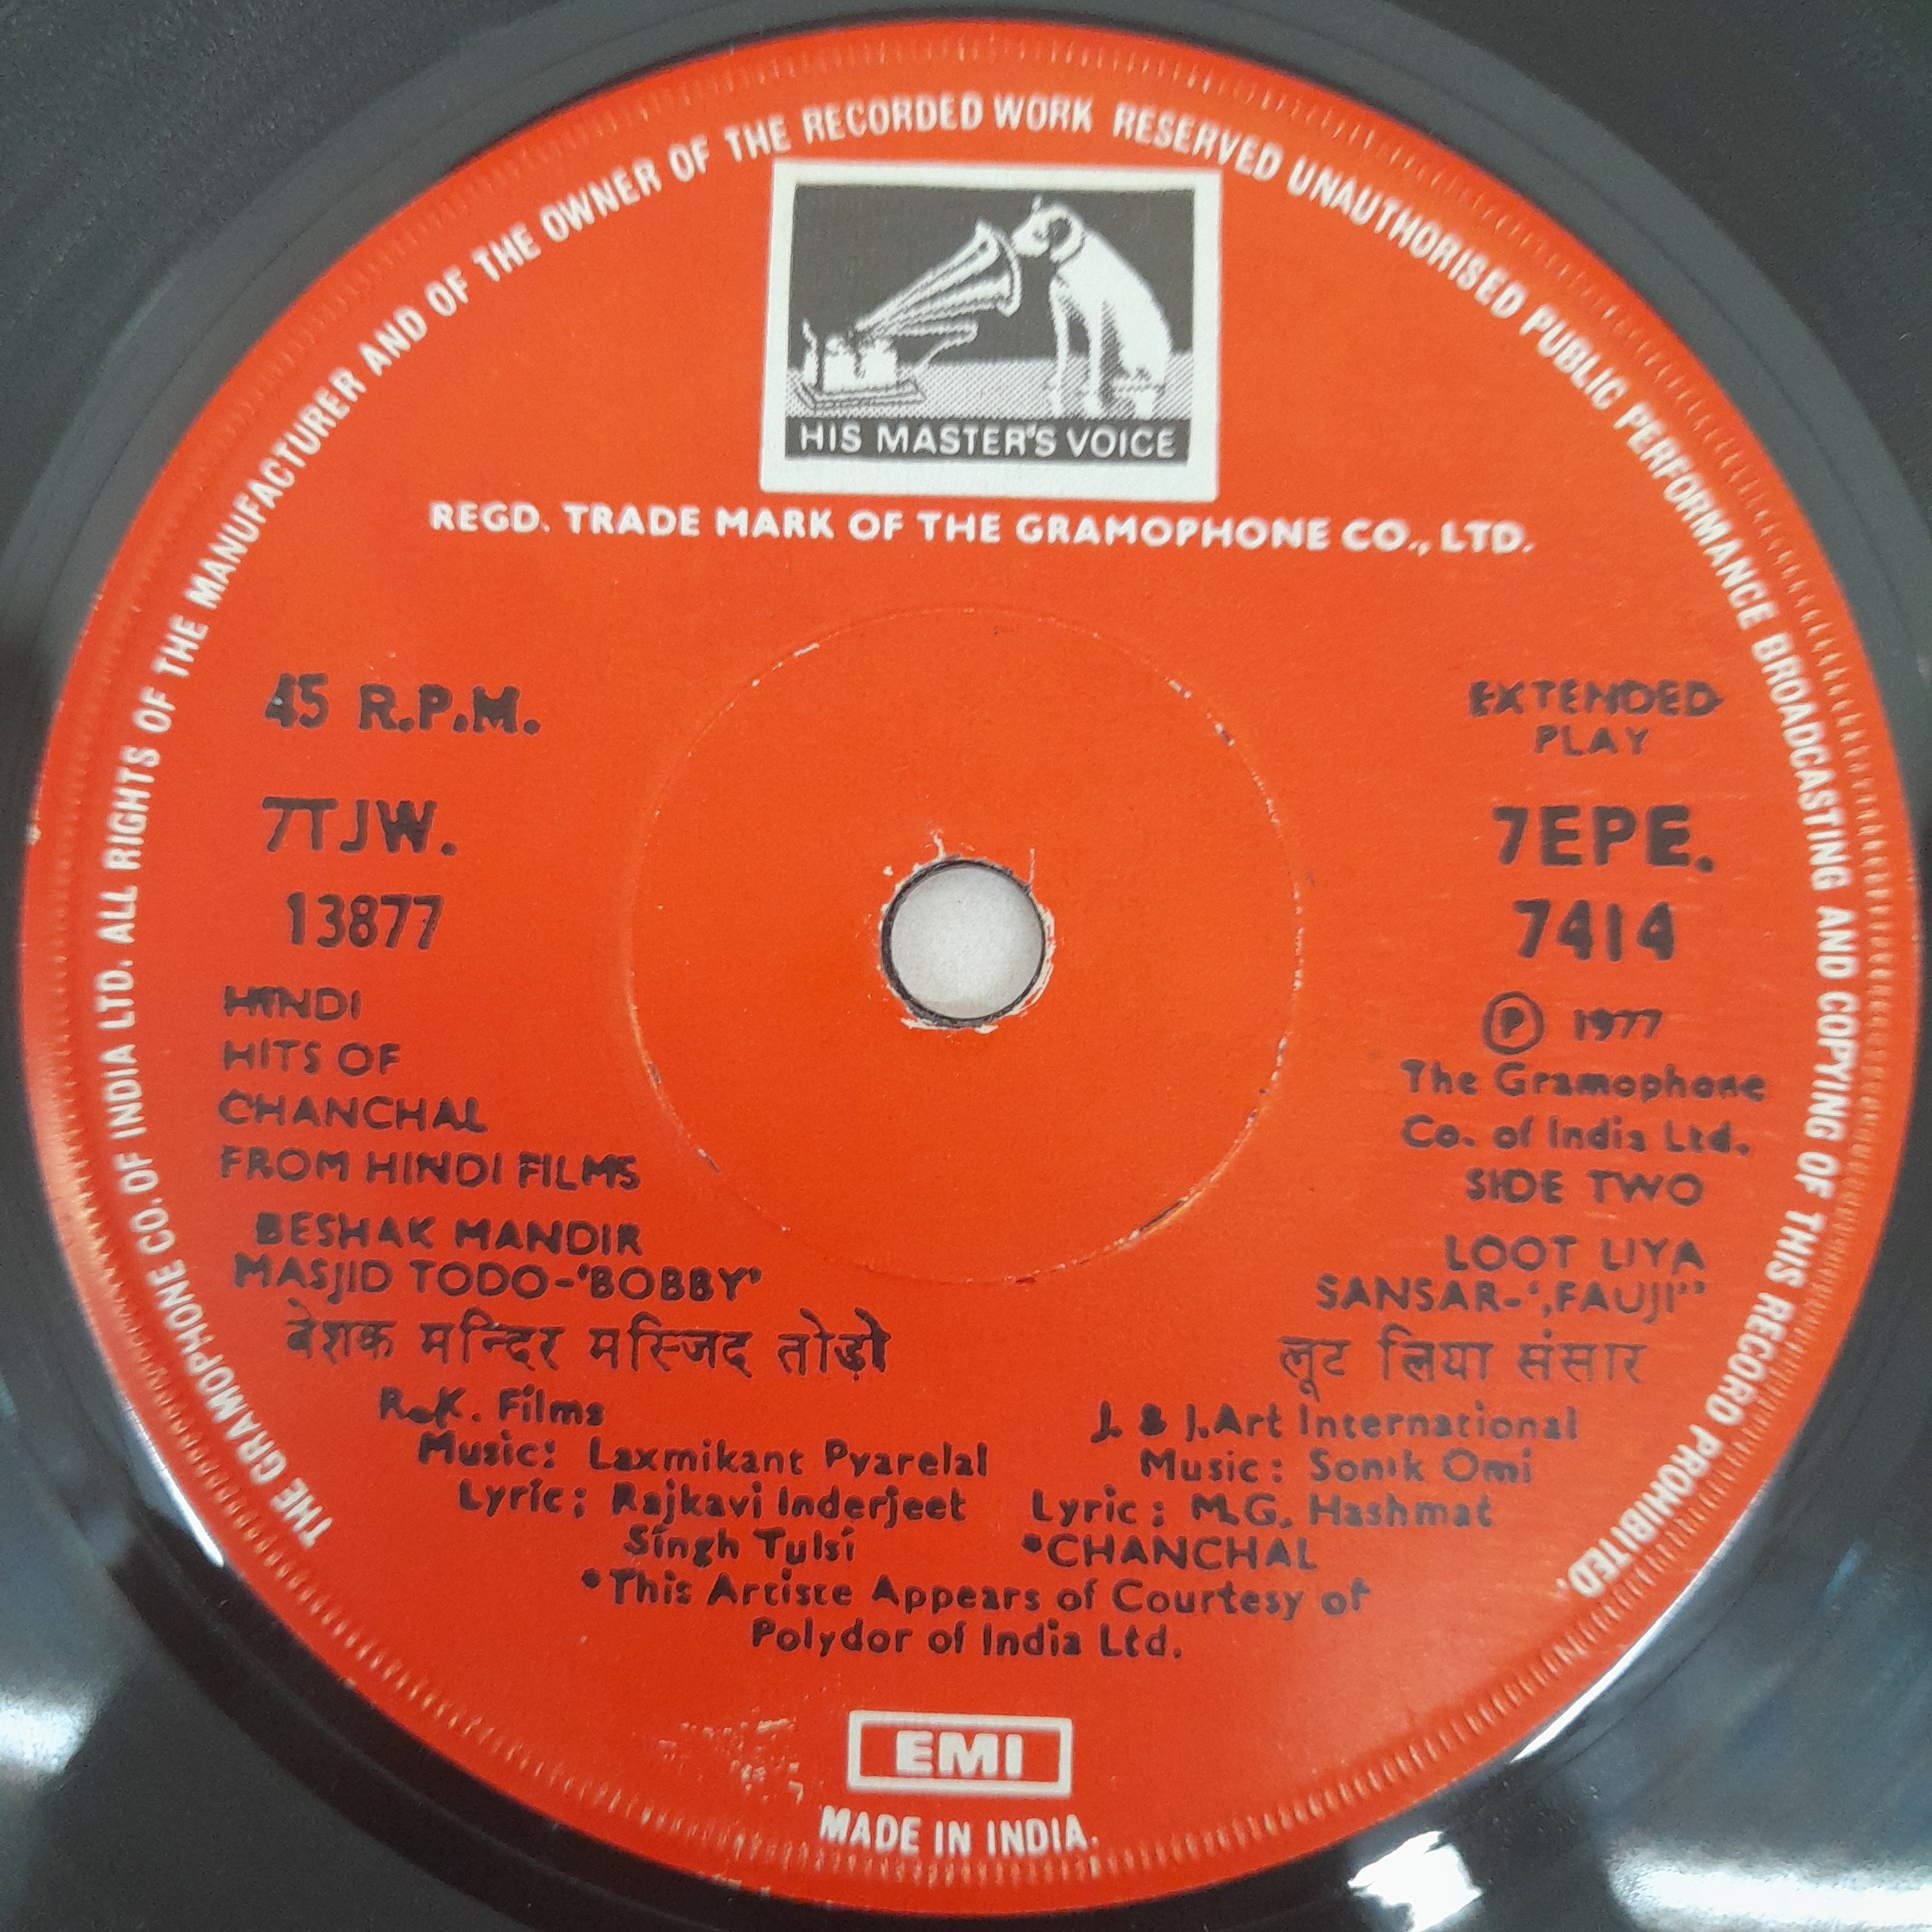 THE GRAMOPHONE CO. OF INDIA LTD. ALL RIGHTS OF THE MANUFACTURER AND OF THE OWNER OF THE RECORDED WORK RESERVED UNAUTHORISED PUBLIC PERFORMANCE BROADCASTING AND COPYING OF THIS RECORD PROHIBITED.
HIS MASTER'S VOICE
REGD. TRADE MARK OF THE GRAMOPHONE CO., LTD.
45 R.P.M.
7TJW.
13877
HINDI
HITS OF
CHANCHAL
FROM HINDI FILMS
BESHAK MANDIR
MASJID TODO-'BOBBY'
बेशक मन्दिर मस्जिद तोड़ो
R.K. Films
Music: Laxmikant Pyarelal
Lyric; Rajkavi Inderjeet
Singh Tulsi
EXTENDED
PLAY
7EPE.
7414
Ⓟ 1977
The Gramophone
Co. of India Ltd.
SIDE TWO
LOOT LIYA
SANSAR-',FAUJI''
लूट लिया संसार
J. & J.Art International
Music: Sonik Omi
Lyric; M.G. Hashmat
*CHANCHAL
*This Artiste Appears of Courtesy of
Polydor of India Ltd.
EMI
MADE IN INDIA.